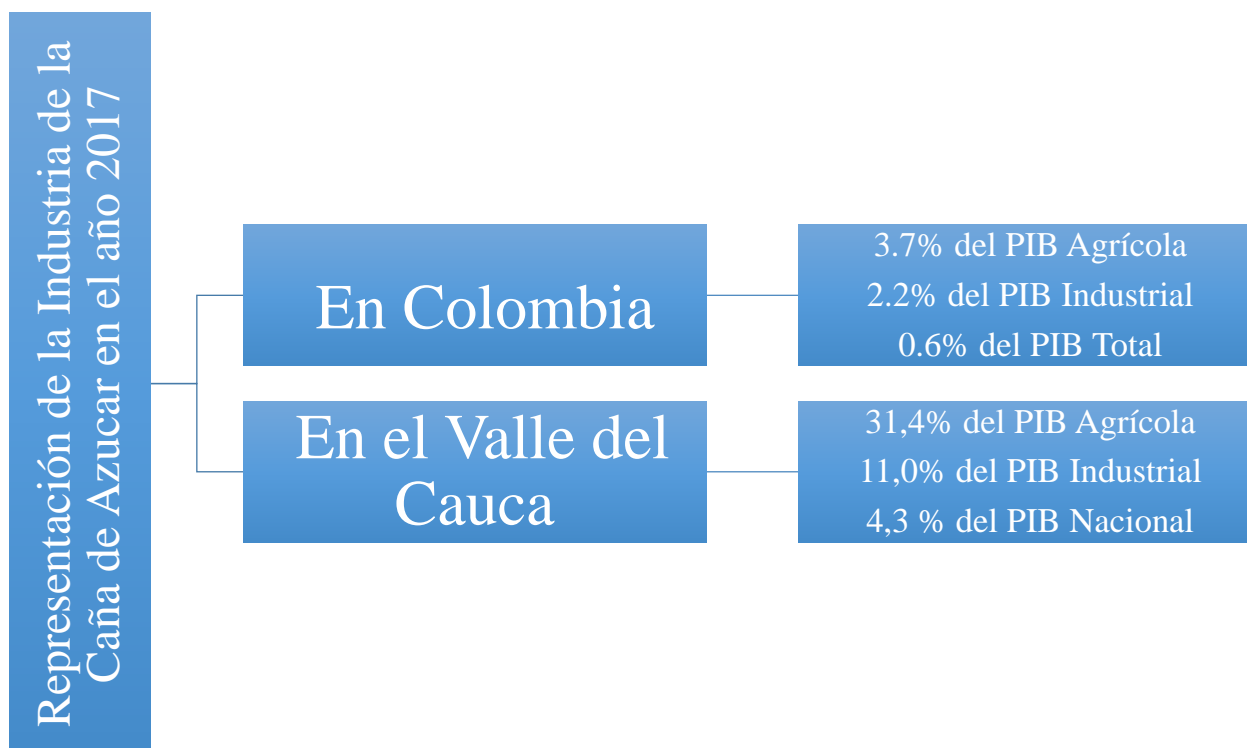 Representación de la Industria de la
Caña de Azucar en el año 2017
En Colombia
3.7% del PIB Agrícola
2.2% del PIB Industrial
0.6% del PIB Total
En el Valle del
Cauca
31,4% del PIB Agrícola
11,0% del PIB Industrial
4,3 % del PIB Nacional